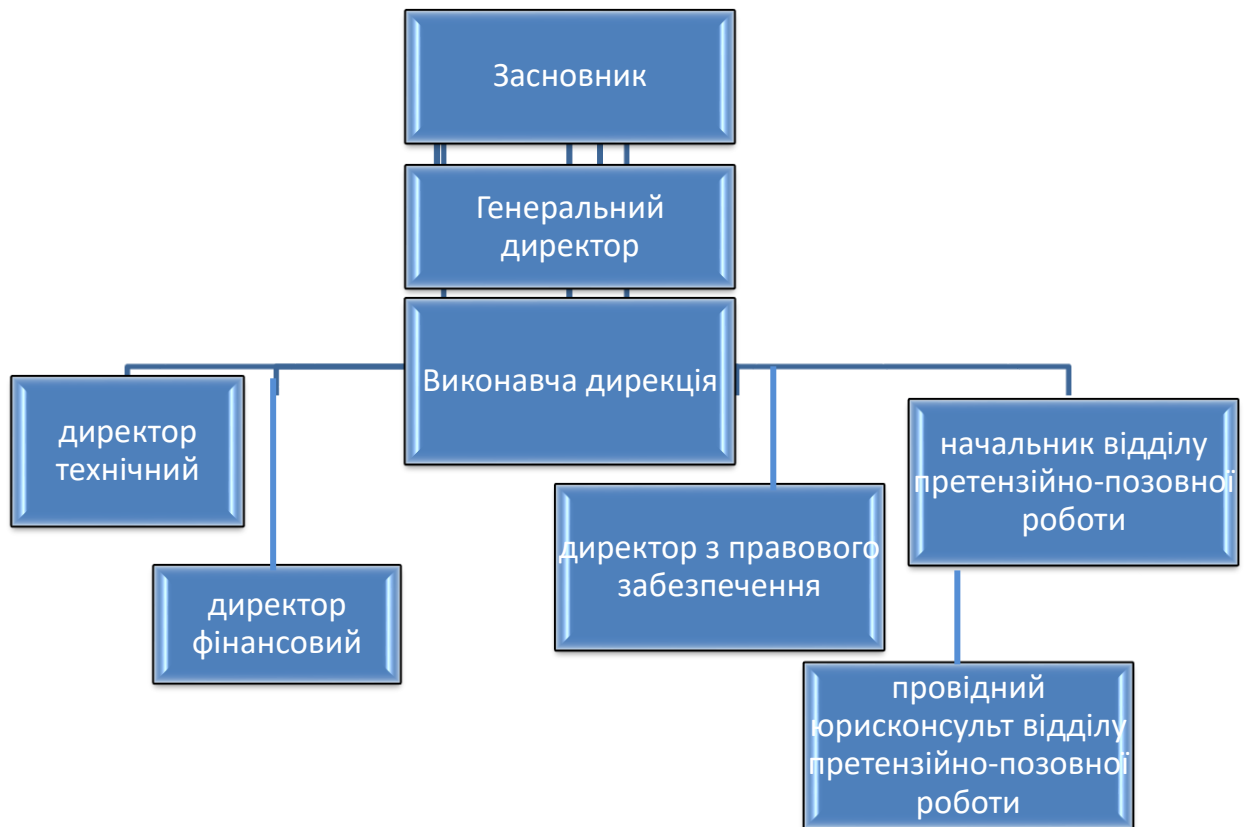 Засновник
Генеральний
директор
Виконавча дирекція
директор
технічний
директор
фінансовий
директор з правового
забезпечення
начальник відділу
претензійно-позовної
роботи
провідний
юрисконсульт відділу
претензійно-позовної
роботи